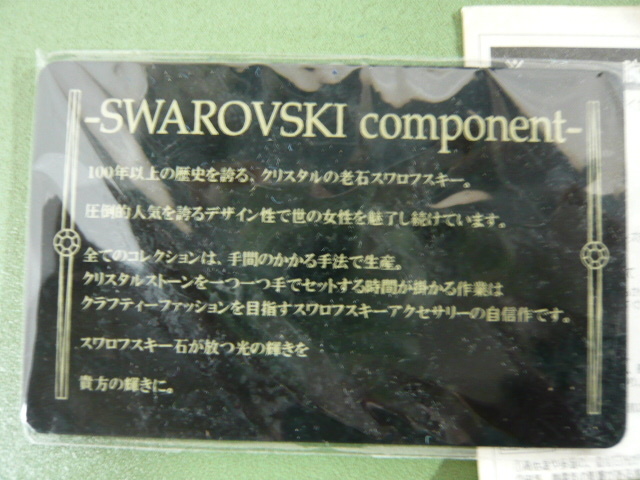 -SWAROVSKI component-
100年以上の歴史を誇る、クリスタルの老石スワロフスキー。
圧倒的人気を誇るデザイン性で世の女性を魅了し続けています。
全てのコレクションは、手間のかかる手法で生産。
クリスタルストーンを一つ一つ手でセットする時間が掛かる作業は
クラフティーファッションを目指すスワロフスキーアクセサリーの自信作です。
スワロフスキー石が放つ光の輝きを
貴方の輝きに。